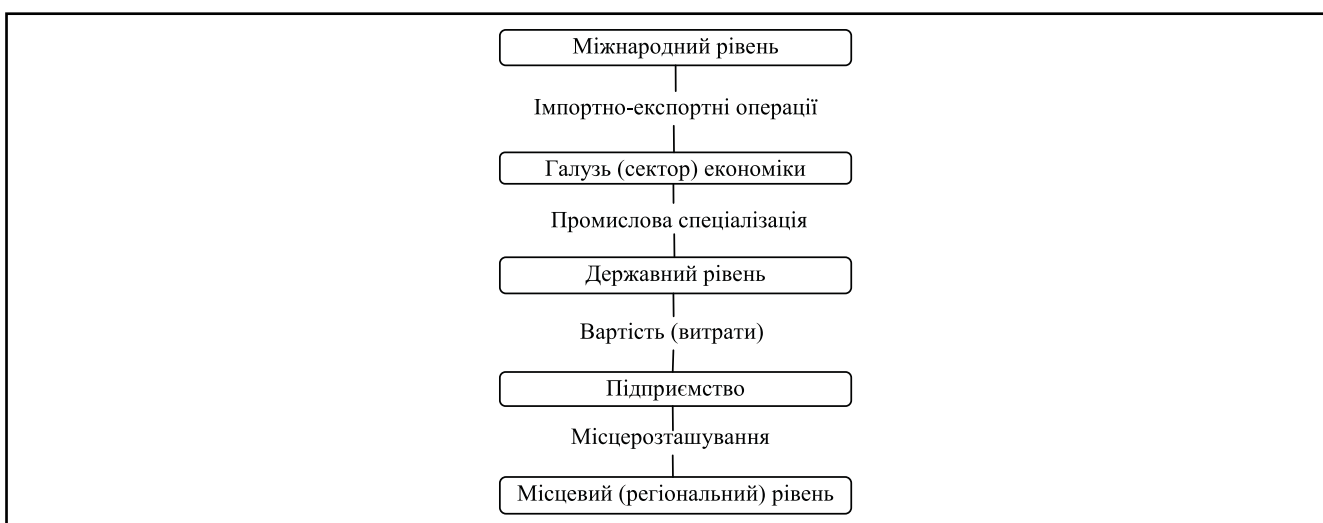 Міжнародний рівень
Імпортно-експортні операції
Галузь (сектор) економіки
Промислова спеціалізація
Державний рівень
Вартість (витрати)
Підприємство
Місцерозташування
Місцевий (регіональний) рівень